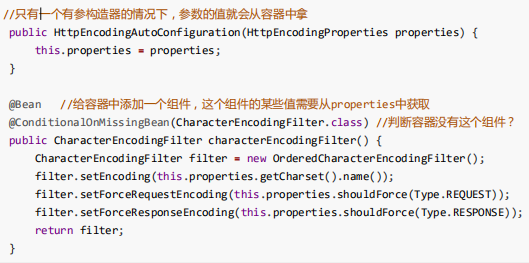 //只有一个有参构造器的情况下，参数的值就会从容器中拿
public HttpEncodingAutoConfiguration(HttpEncodingProperties properties) {
this.properties = properties;
}
@Bean //给容器中添加一个组件，这个组件的某些值需要从properties中获取
@ConditionalOnMissingBean(CharacterEncodingFilter.class) //判断容器没有这个组件？
public CharacterEncodingFilter characterEncodingFilter() {
CharacterEncodingFilter filter = new OrderedCharacterEncodingFilter();
filter.setEncoding(this.properties.getCharset().name());
filter.setForceRequestEncoding(this.properties.shouldForce(Type.REQUEST));
filter.setForceResponseEncoding(this.properties.shouldForce(Type.RESPONSE));
return filter;
}